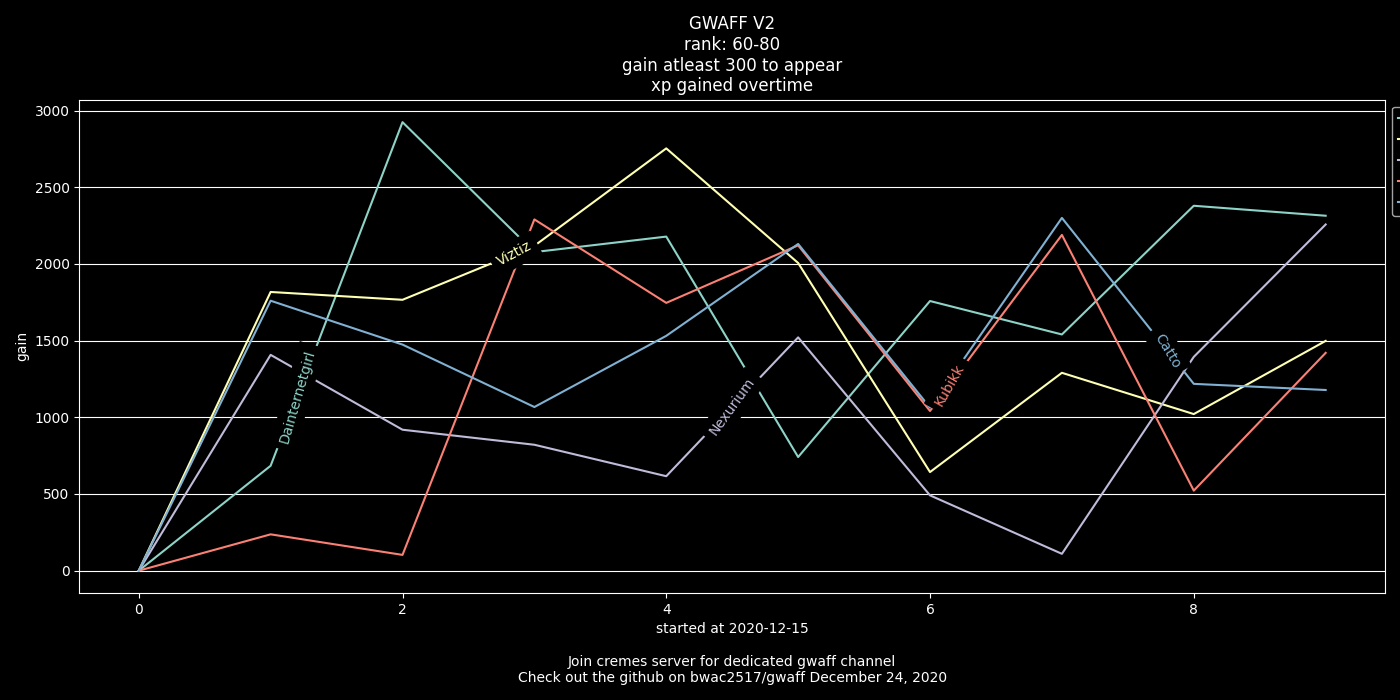 GWAFF V2
rank: 60-80
gain atleast 300 to appear
xp gained overtime
3000
2500
2000
1500
1000
500
0
gain
Dainternetgirl
Viztiz
Nexurium
Kubikk
Catto
0
2
4
6
8
started at 2020-12-15
Join cremes server for dedicated gwaff channel
Check out the github on bwac2517/gwaff December 24, 2020